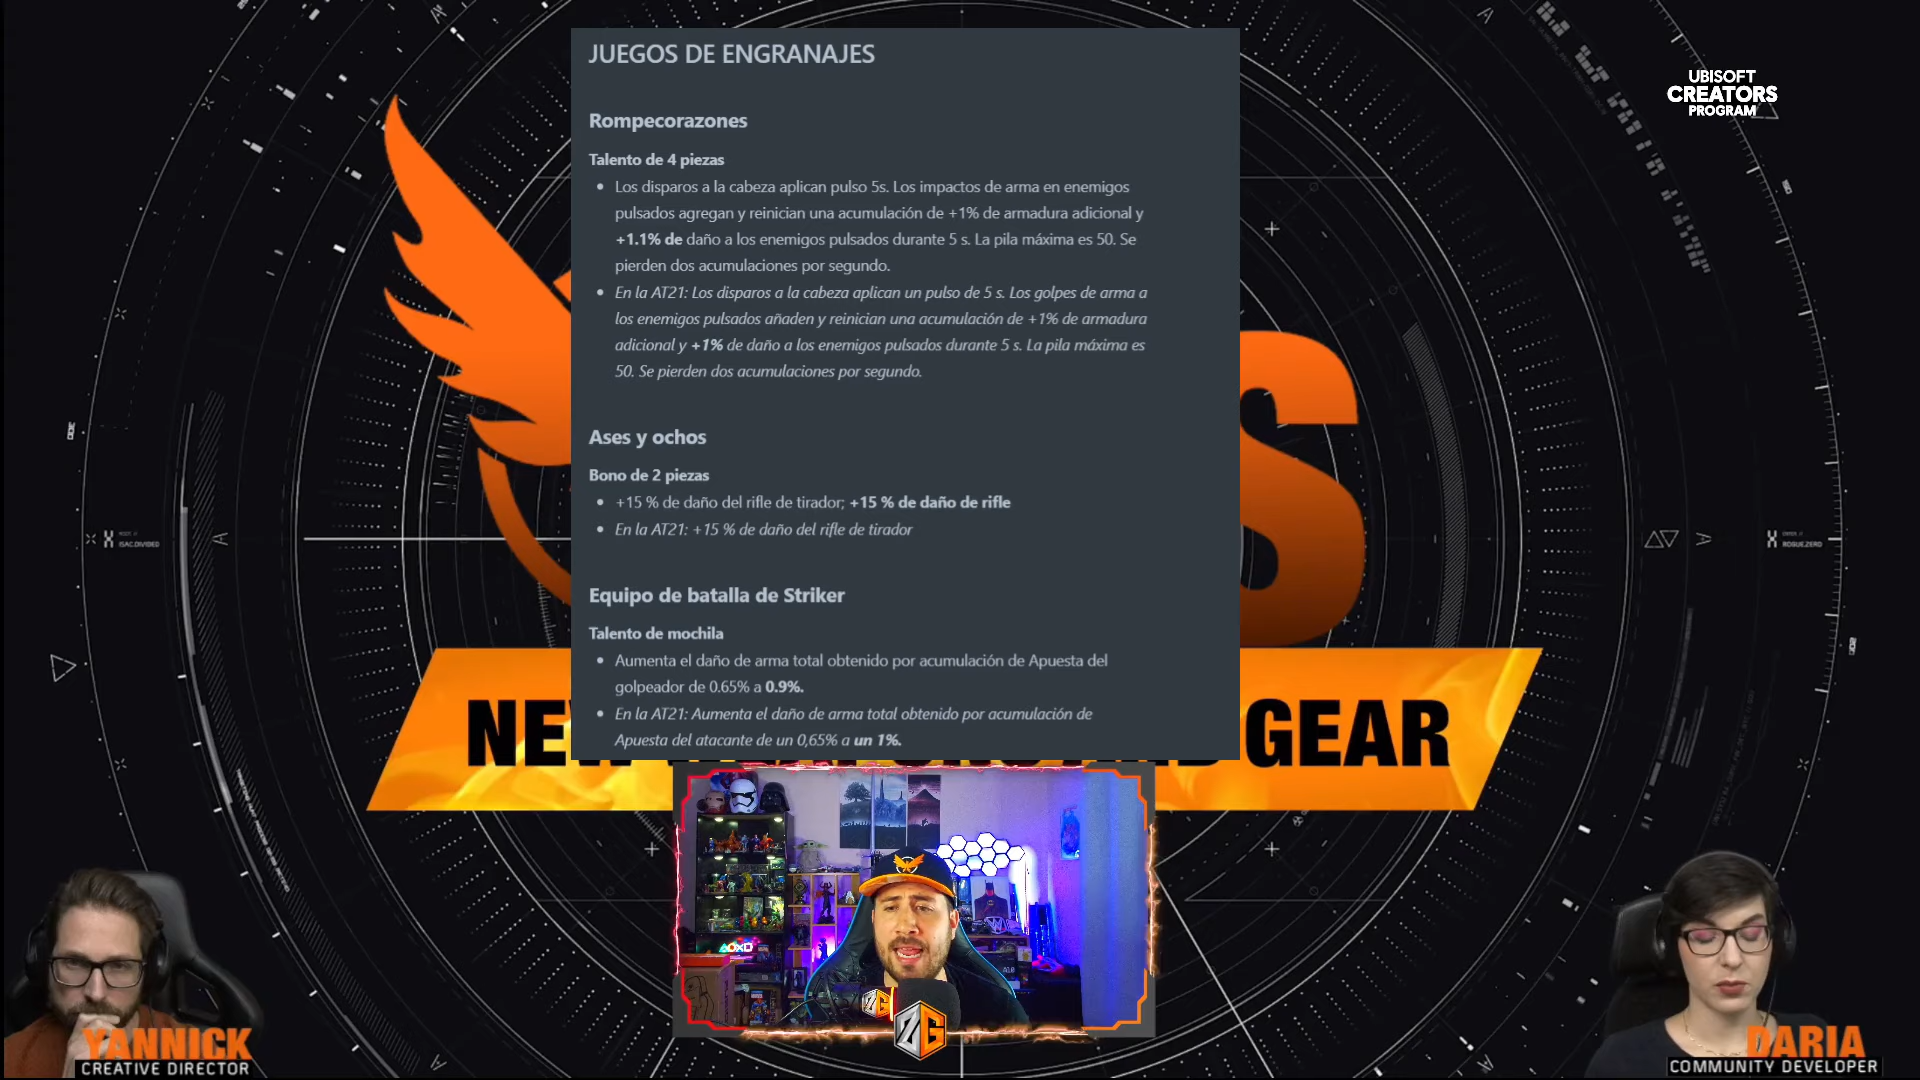 JUEGOS DE ENGRANAJES
Rompecorazones
Talento de 4 piezas
Los disparos a la cabeza aplican pulso 5s. Los impactos de arma en enemigos
pulsados agregan y reinician una acumulación de +1% de armadura adicional y
+1.1% de daño a los enemigos pulsados durante 5 s. La pila máxima es 50. Se
pierden dos acumulaciones por segundo.
En la AT21: Los disparos a la cabeza aplican un pulso de 5 s. Los golpes de arma a
los enemigos pulsados añaden y reinician una acumulación de +1% de armadura
adicional y +1% de daño a los enemigos pulsados durante 5 s. La pila máxima es
50. Se pierden dos acumulaciones por segundo.
Ases y ochos
Bono de 2 piezas
+15 % de daño del rifle de tirador; +15 % de daño de rifle
En la AT21: +15 % de daño del rifle de tirador
Equipo de batalla de Striker
Talento de mochila
Aumenta el daño de arma total obtenido por acumulación de Apuesta del
golpeador de 0.65% a 0.9%.
En la AT21: Aumenta el daño de arma total obtenido por acumulación de
Apuesta del atacante de un 0,65% a un 1%.
UBISOFT
CREATORS
PROGRAM
ISAC.DIVIDED
ROGUEZERO
S
GEAR
ZG
ZG
YANNICK
CREATIVE DIRECTOR
DARIA
COMMUNITY DEVELOPER